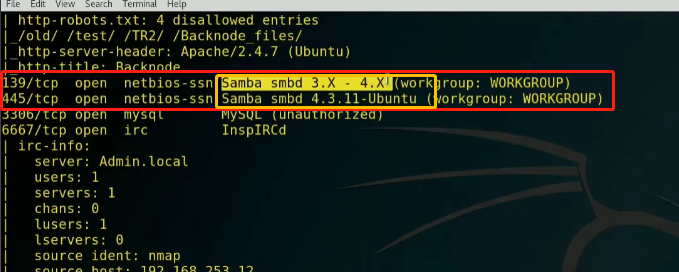 File Edit View Search Terminal Help
| http-robots.txt: 4 disallowed entries
|_/old/ /test/ /TR2/ /Backnode_files/
|_http-server-header: Apache/2.4.7 (Ubuntu)
|_http-title: Backnode
139/tcp open netbios-ssn Samba smbd 3.X - 4.X (workgroup: WORKGROUP)
445/tcp open netbios-ssn Samba smbd 4.3.11-Ubuntu (workgroup: WORKGROUP)
3306/tcp open mysql MySQL (unauthorized)
6667/tcp open irc InspIRCd
| irc-info:
| server: Admin.local
| users: 1
| servers: 1
| chans: 0
| lusers: 1
| lservers: 0
| source ident: nmap
| source host: 192.168.253.12